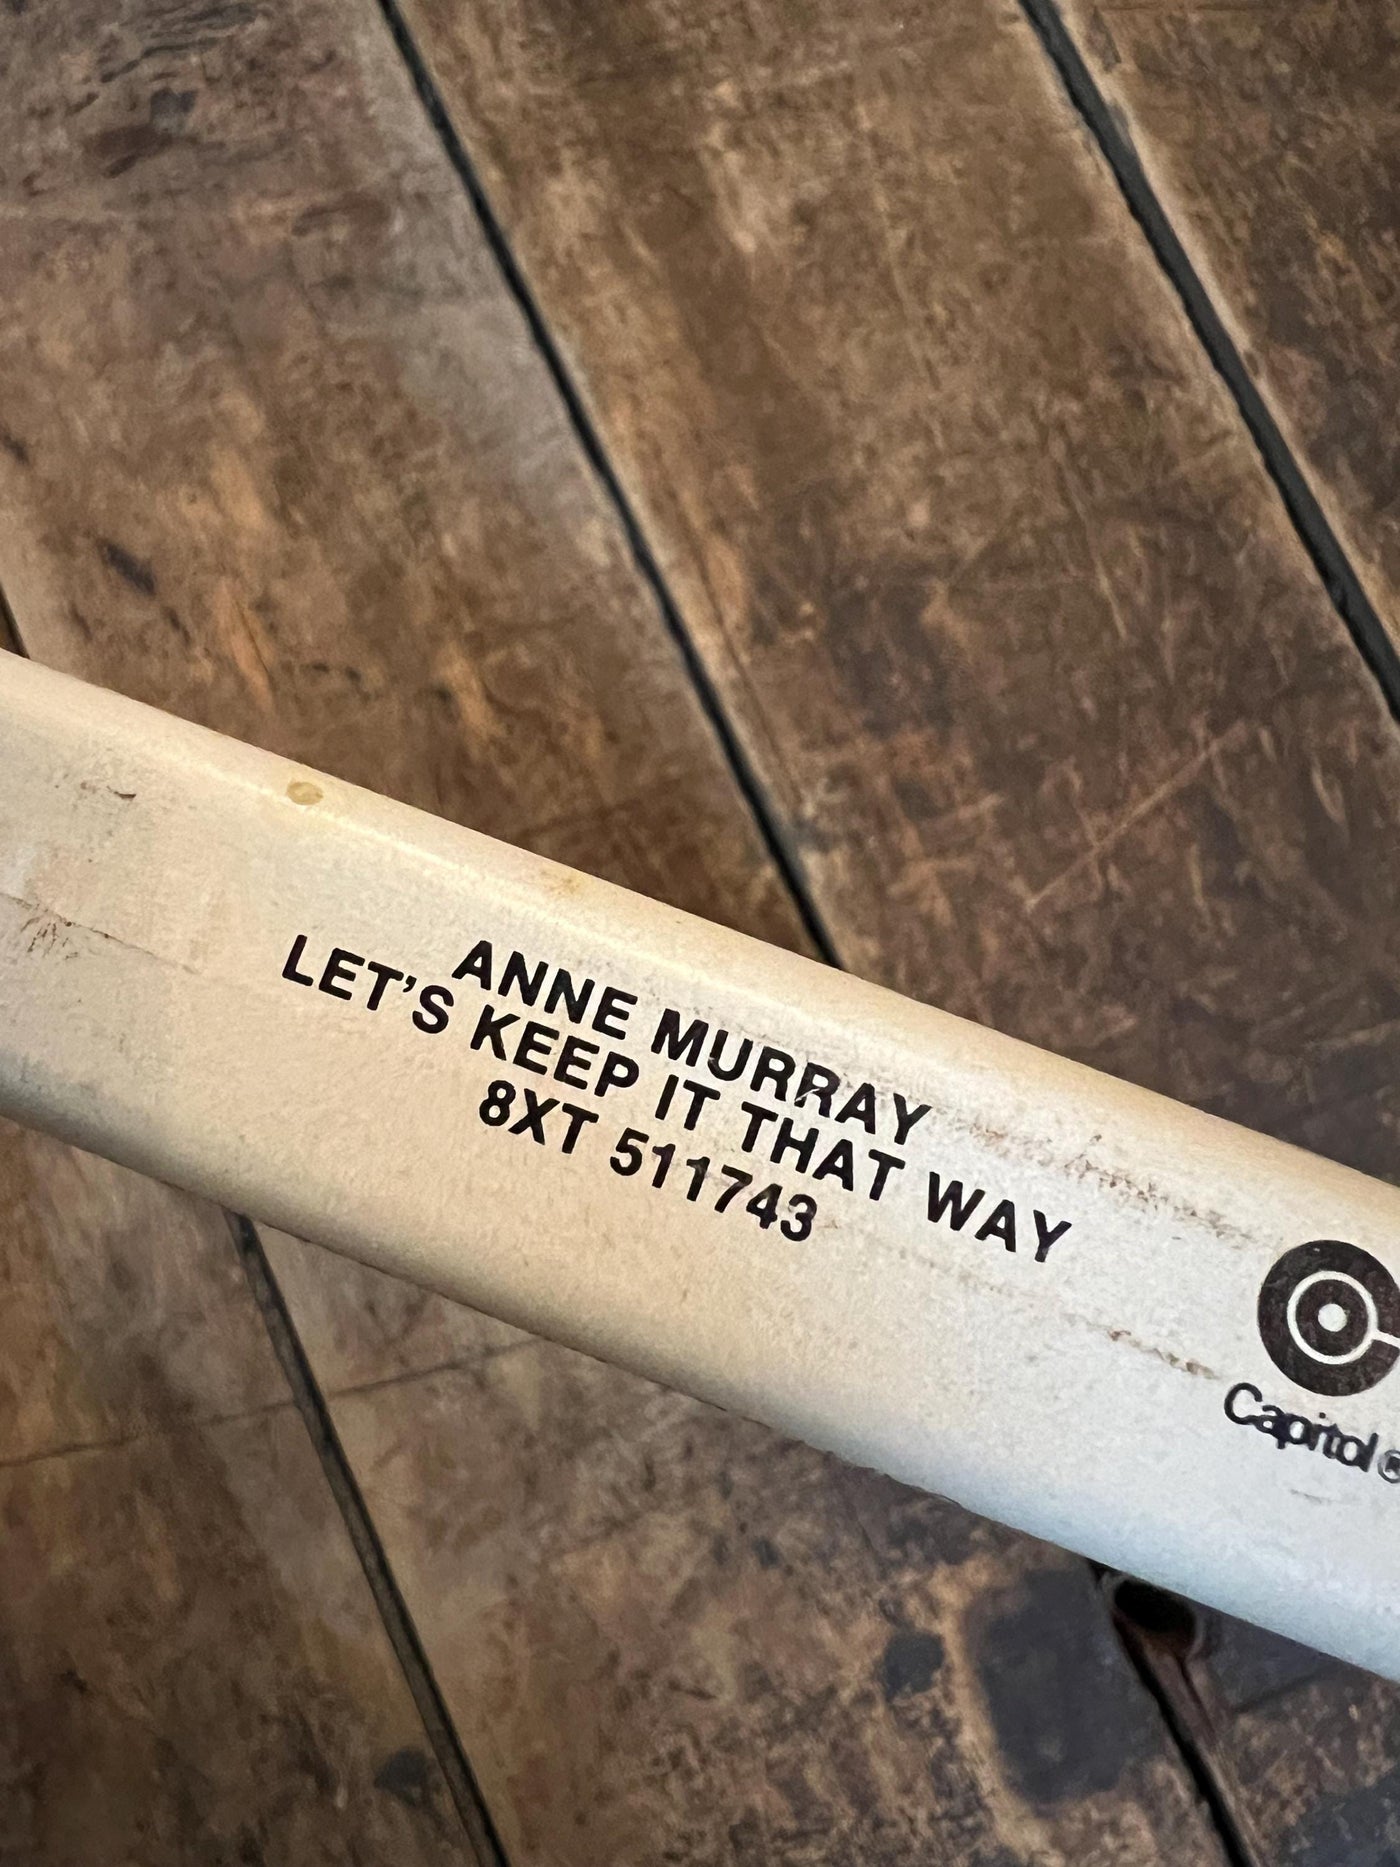 ANNE MURRAY
LET'S KEEP IT THAT WAY
8XT 511743
Capitol®